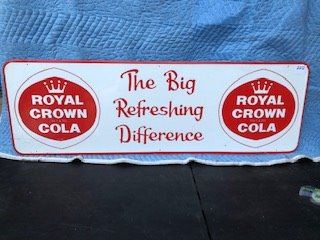 ROYAL
CROWN
COLA
The Big
Refreshing
Difference
ROYAL
CROWN
COLA